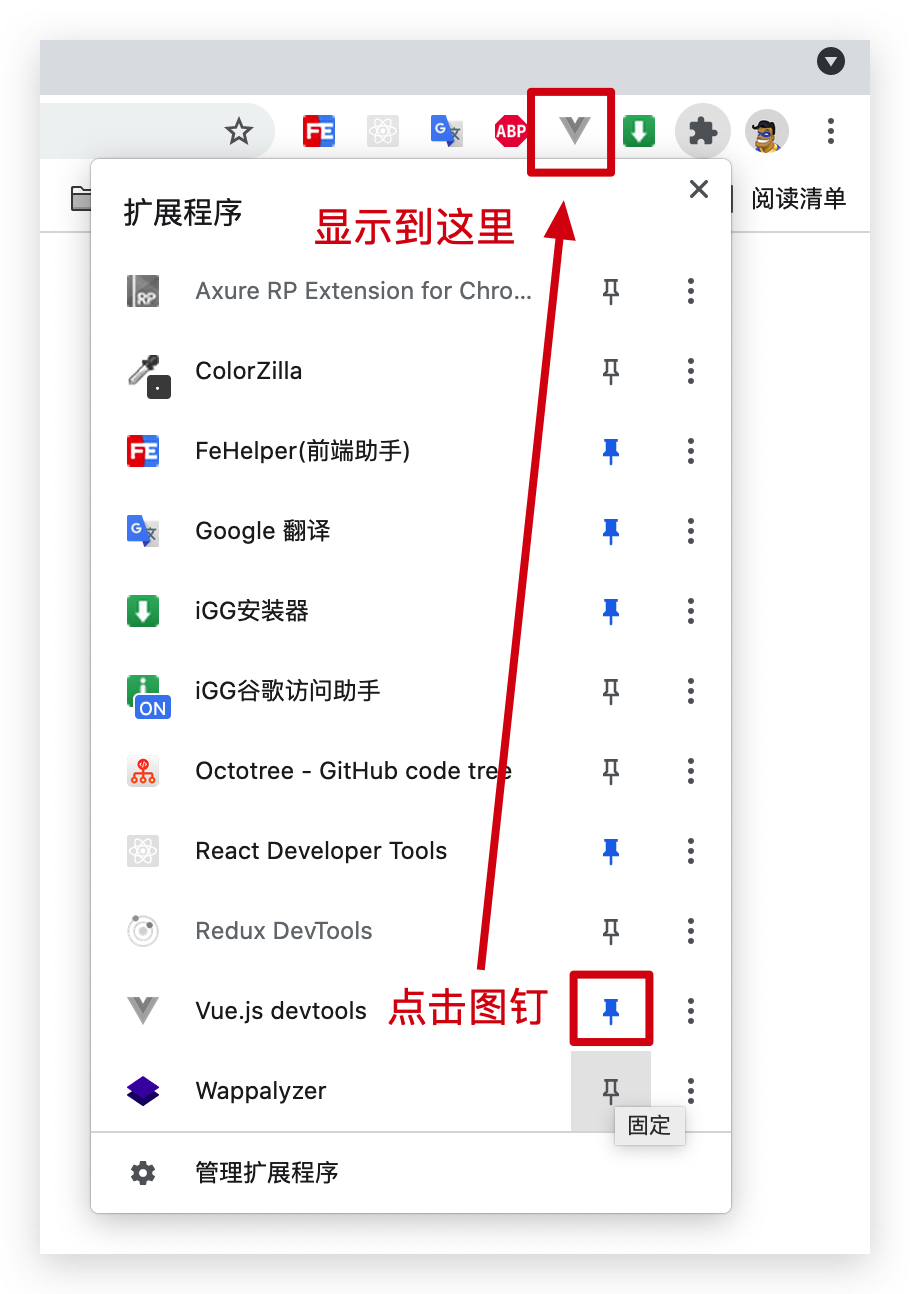 FE
G 文
ABP
阅读清单
扩展程序
显示到这里
RP
Axure RP Extension for Chro...
ColorZilla
FE
FeHelper(前端助手)
G 文
Google 翻译
iGG安装器
ON
iGG谷歌访问助手
Octotree - GitHub code tree
React Developer Tools
Redux DevTools
Vue.js devtools
点击图钉
Wappalyzer
固定
管理扩展程序